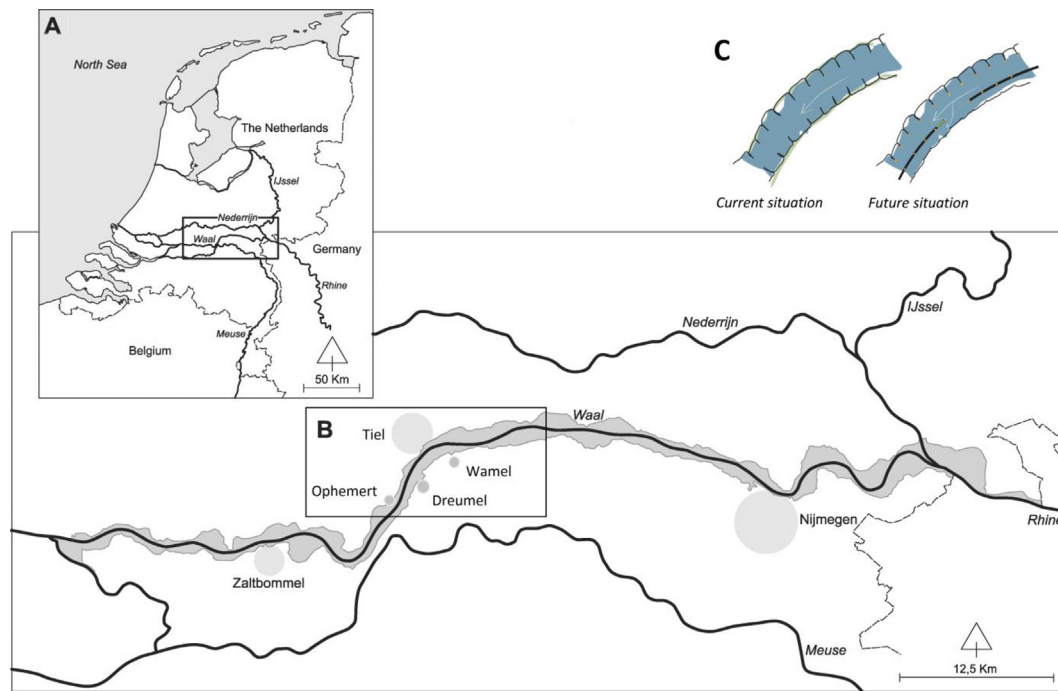 A
North Sea
The Netherlands
IJssel
Nederrijn
Waal
Germany
Rhine
Meuse
Belgium
50 Km
C
Current situation
Future situation
IJssel
Nederrijn
Waal
B
Tiel
Wamel
Ophemert
Dreumel
Nijmegen
Rhine
Zaltbommel
Meuse
12,5 Km